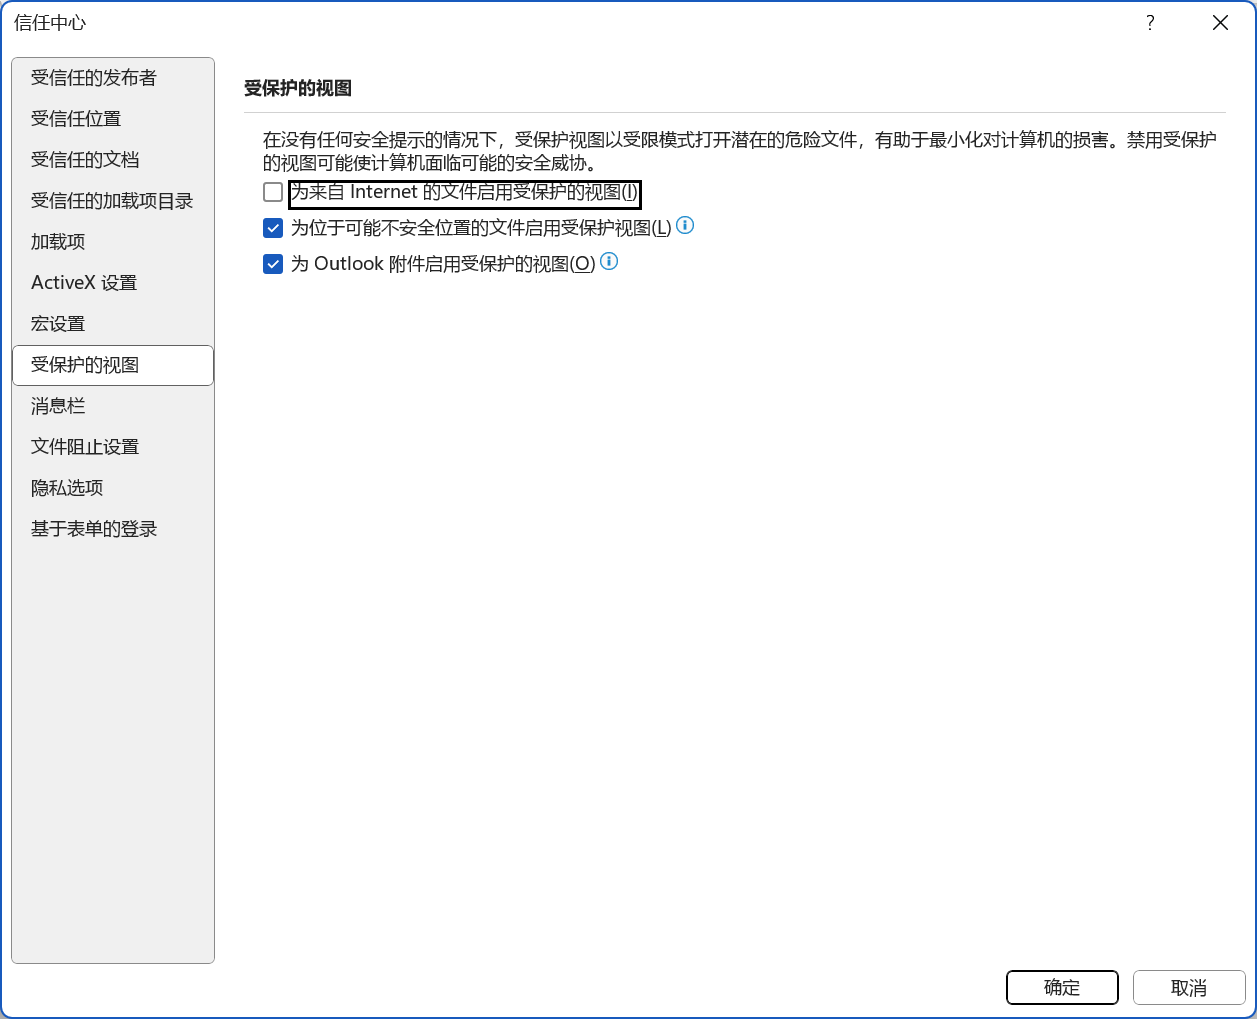 信任中心
?
受信任的发布者
受信任位置
受信任的文档
受信任的加载项目录
加载项
ActiveX 设置
宏设置
受保护的视图
消息栏
文件阻止设置
隐私选项
基于表单的登录
受保护的视图
在没有任何安全提示的情况下，受保护视图以受限模式打开潜在的危险文件，有助于最小化对计算机的损害。禁用受保护
的视图可能使计算机面临可能的安全威胁。
为来自 Internet 的文件启用受保护的视图(I)
为位于可能不安全位置的文件启用受保护视图(L)
为 Outlook 附件启用受保护的视图(O)
确定
取消